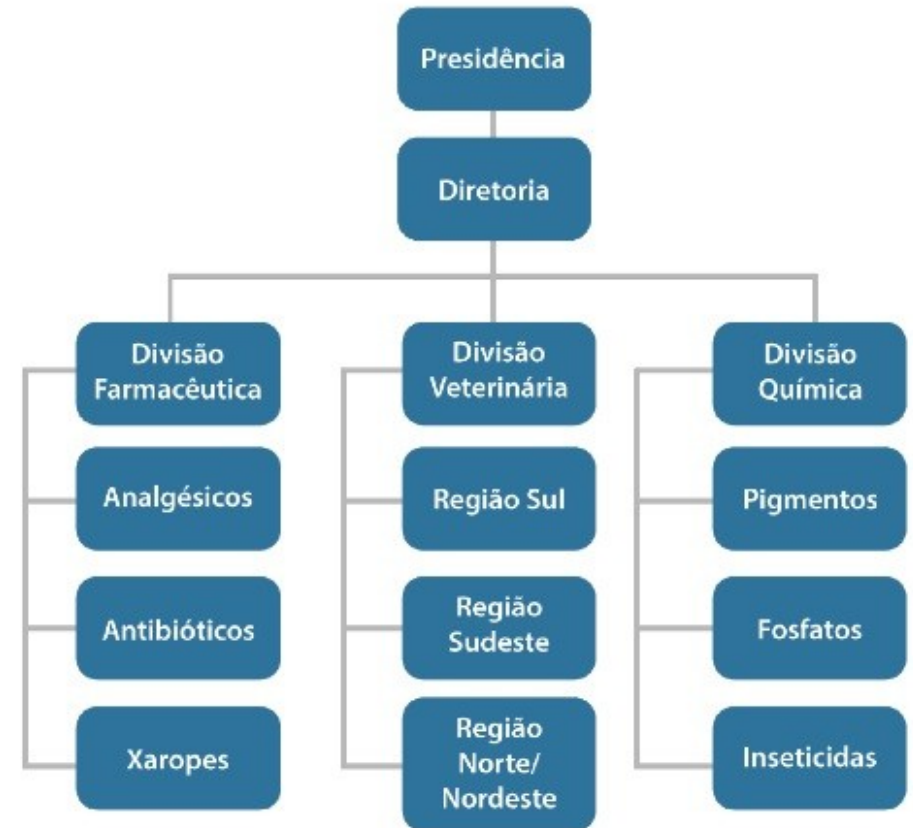 Presidência
Diretoria
Divisão
Farmacêutica
Analgésicos
Antibióticos
Xaropes
Divisão
Veterinária
Região Sul
Região
Sudeste
Região
Norte/
Nordeste
Divisão
Química
Pigmentos
Fosfatos
Inseticidas